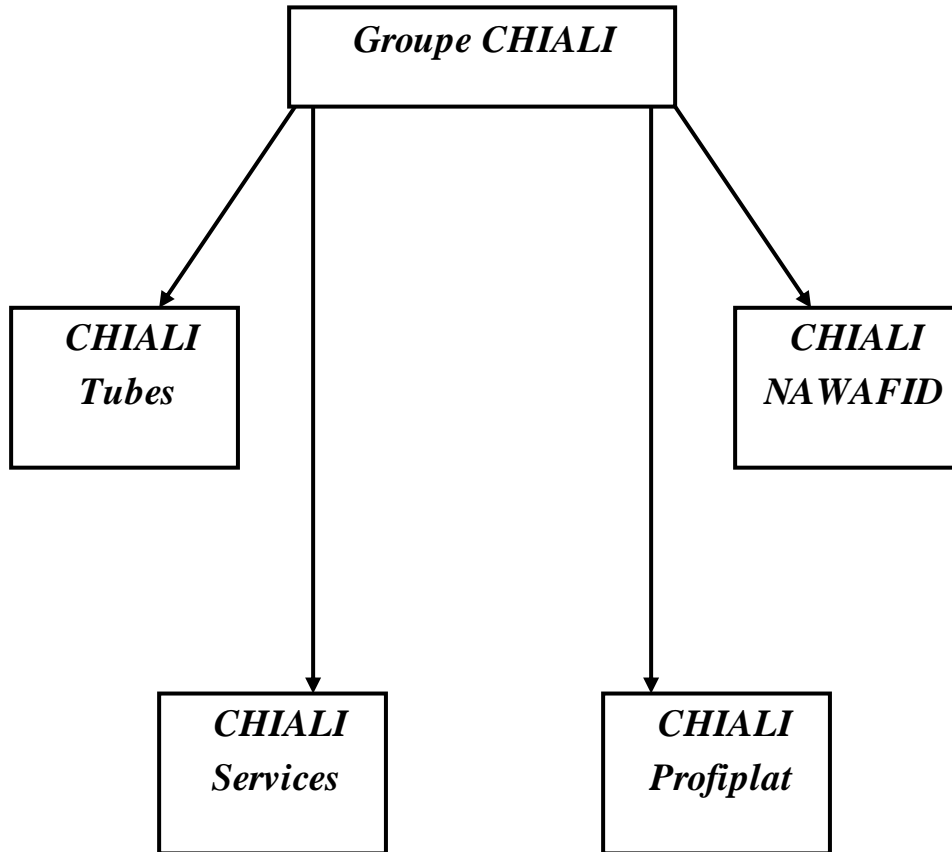 Groupe CHIALI
CHIALI
Tubes
CHIALI
NAWAFID
CHIALI
Services
CHIALI
Profiplat